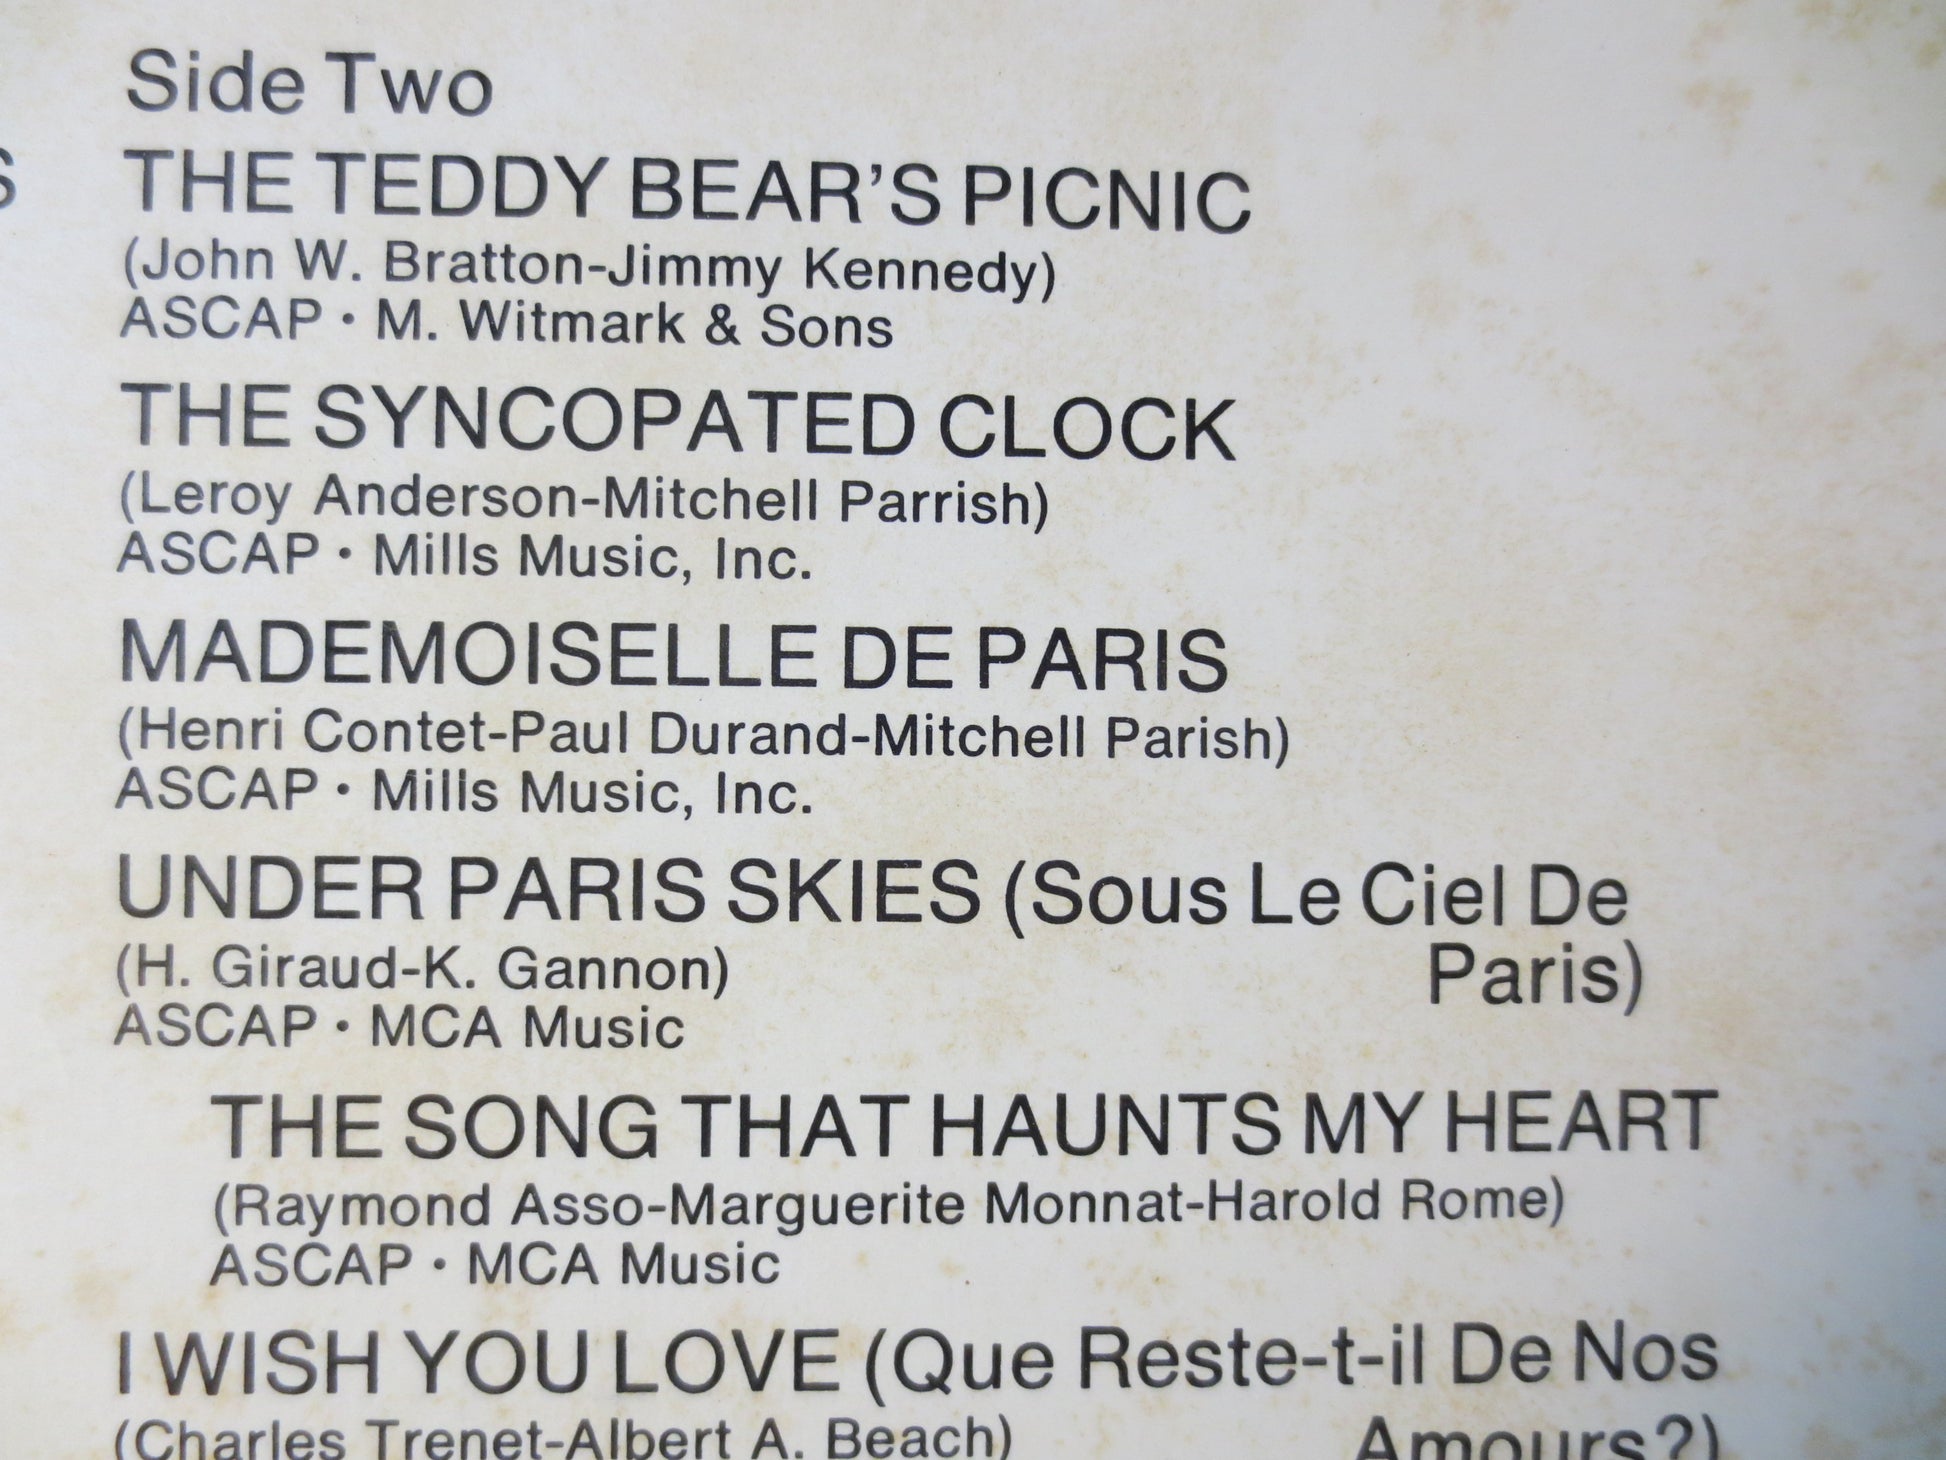 Side Two
THE TEDDY BEAR'S PICNIC
(John W. Bratton-Jimmy Kennedy)
ASCAP • M. Witmark & Sons
THE SYNCOPATED CLOCK
(Leroy Anderson-Mitchell Parrish)
ASCAP • Mills Music, Inc.
MADEMOISELLE DE PARIS
(Henri Contet-Paul Durand-Mitchell Parish)
ASCAP • Mills Music, Inc.
UNDER PARIS SKIES (Sous Le Ciel De
Paris)
(H. Giraud-K. Gannon)
ASCAP • MCA Music
THE SONG THAT HAUNTS MY HEART
(Raymond Asso-Marguerite Monnat-Harold Rome)
ASCAP • MCA Music
I WISH YOU LOVE (Que Reste-t-il De Nos
Amours?)
(Charles Trenet-Albert A. Beach)